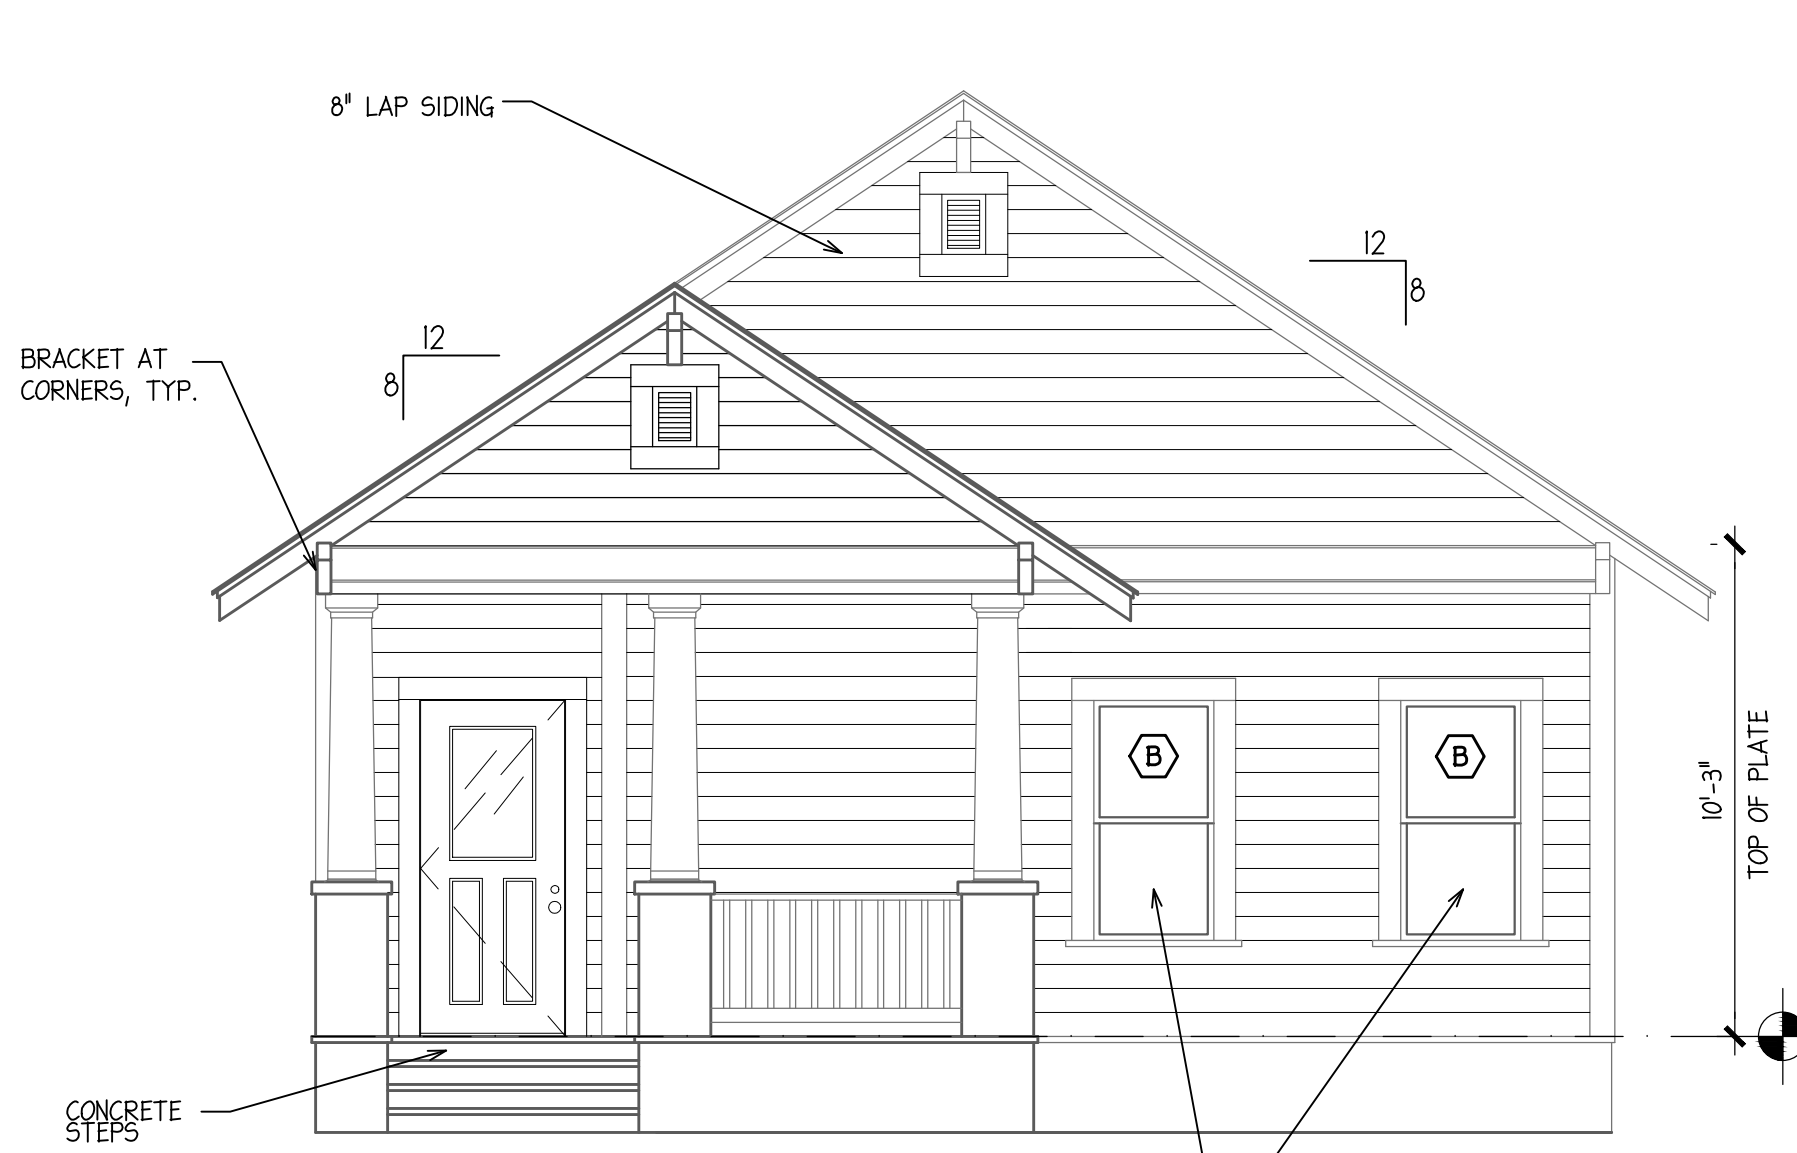 8" LAP SIDING
12
8
12
8
BRACKET AT
CORNERS, TYP.
B
B
10'-3"
TOP OF PLATE
CONCRETE
STEPS